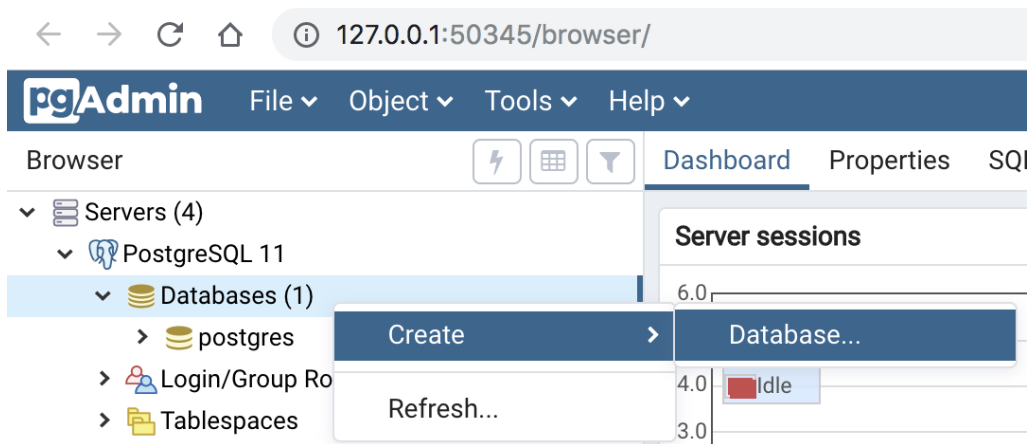 127.0.0.1:50345/browser/
pgAdmin File Object Tools Help
Browser
Dashboard Properties SQL
Servers (4)
PostgreSQL 11
Databases (1)
postgres
Login/Group Ro
Tablespaces
Create
Refresh...
Database...
Server sessions
6.0
4.0
Idle
3.0